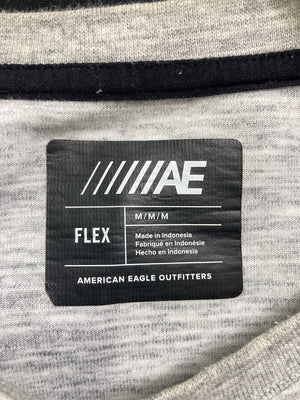 ///////AE
FLEX
M/M/M
Made in Indonesia
Fabriqué en Indonésie
Hecho en Indonesia
AMERICAN EAGLE OUTFITTERS